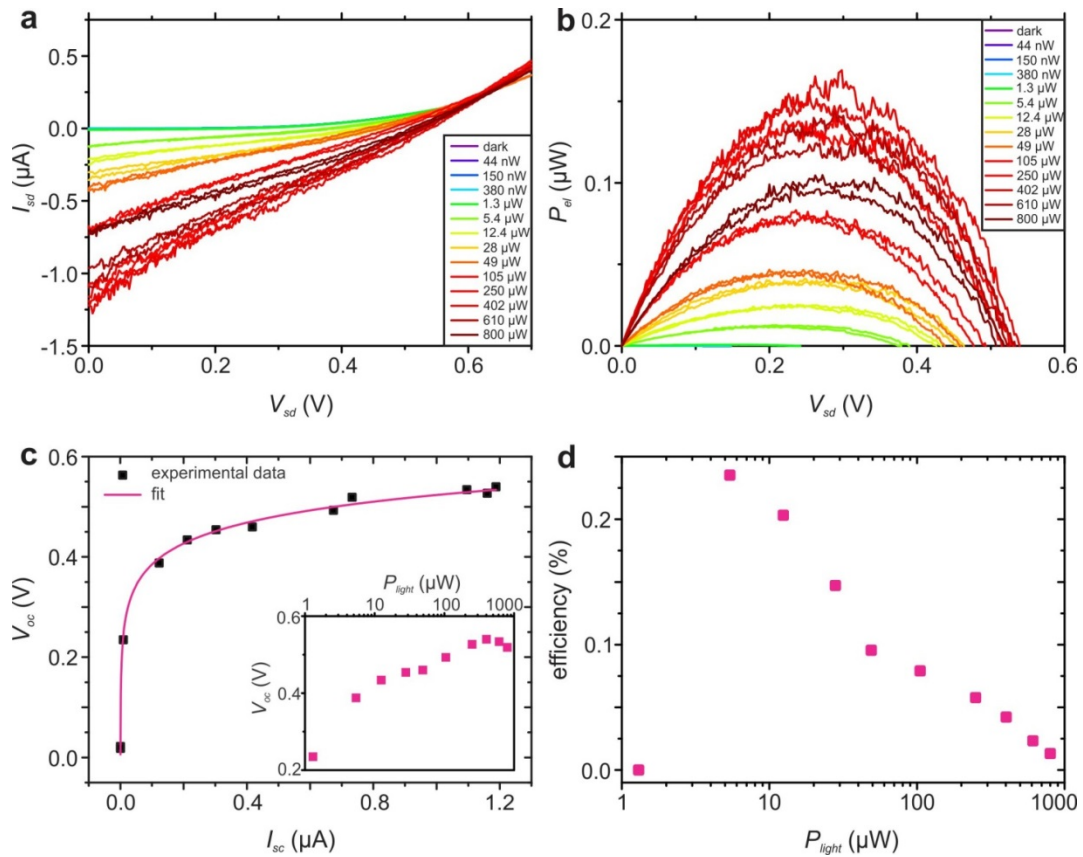 a
0.5
0.0
-0.5
-1.0
-1.5
I_sd (µA)
0.0 0.2 0.4 0.6
V_sd (V)
dark
44 nW
150 nW
380 nW
1.3 µW
5.4 µW
12.4 µW
28 µW
49 µW
105 µW
250 µW
402 µW
610 µW
800 µW
b
0.2
0.1
0.0
P_el (µW)
0.0 0.2 0.4 0.6
V_sd (V)
dark
44 nW
150 nW
380 nW
1.3 µW
5.4 µW
12.4 µW
28 µW
49 µW
105 µW
250 µW
402 µW
610 µW
800 µW
c
0.6
0.4
0.2
0.0
V_oc (V)
experimental data
fit
P_light (µW)
1 10 100 1000
0.6
0.4
0.2
V_oc (V)
0.0 0.4 0.8 1.2
I_sc (µA)
d
0.2
0.1
0.0
efficiency (%)
1 10 100 1000
P_light (µW)